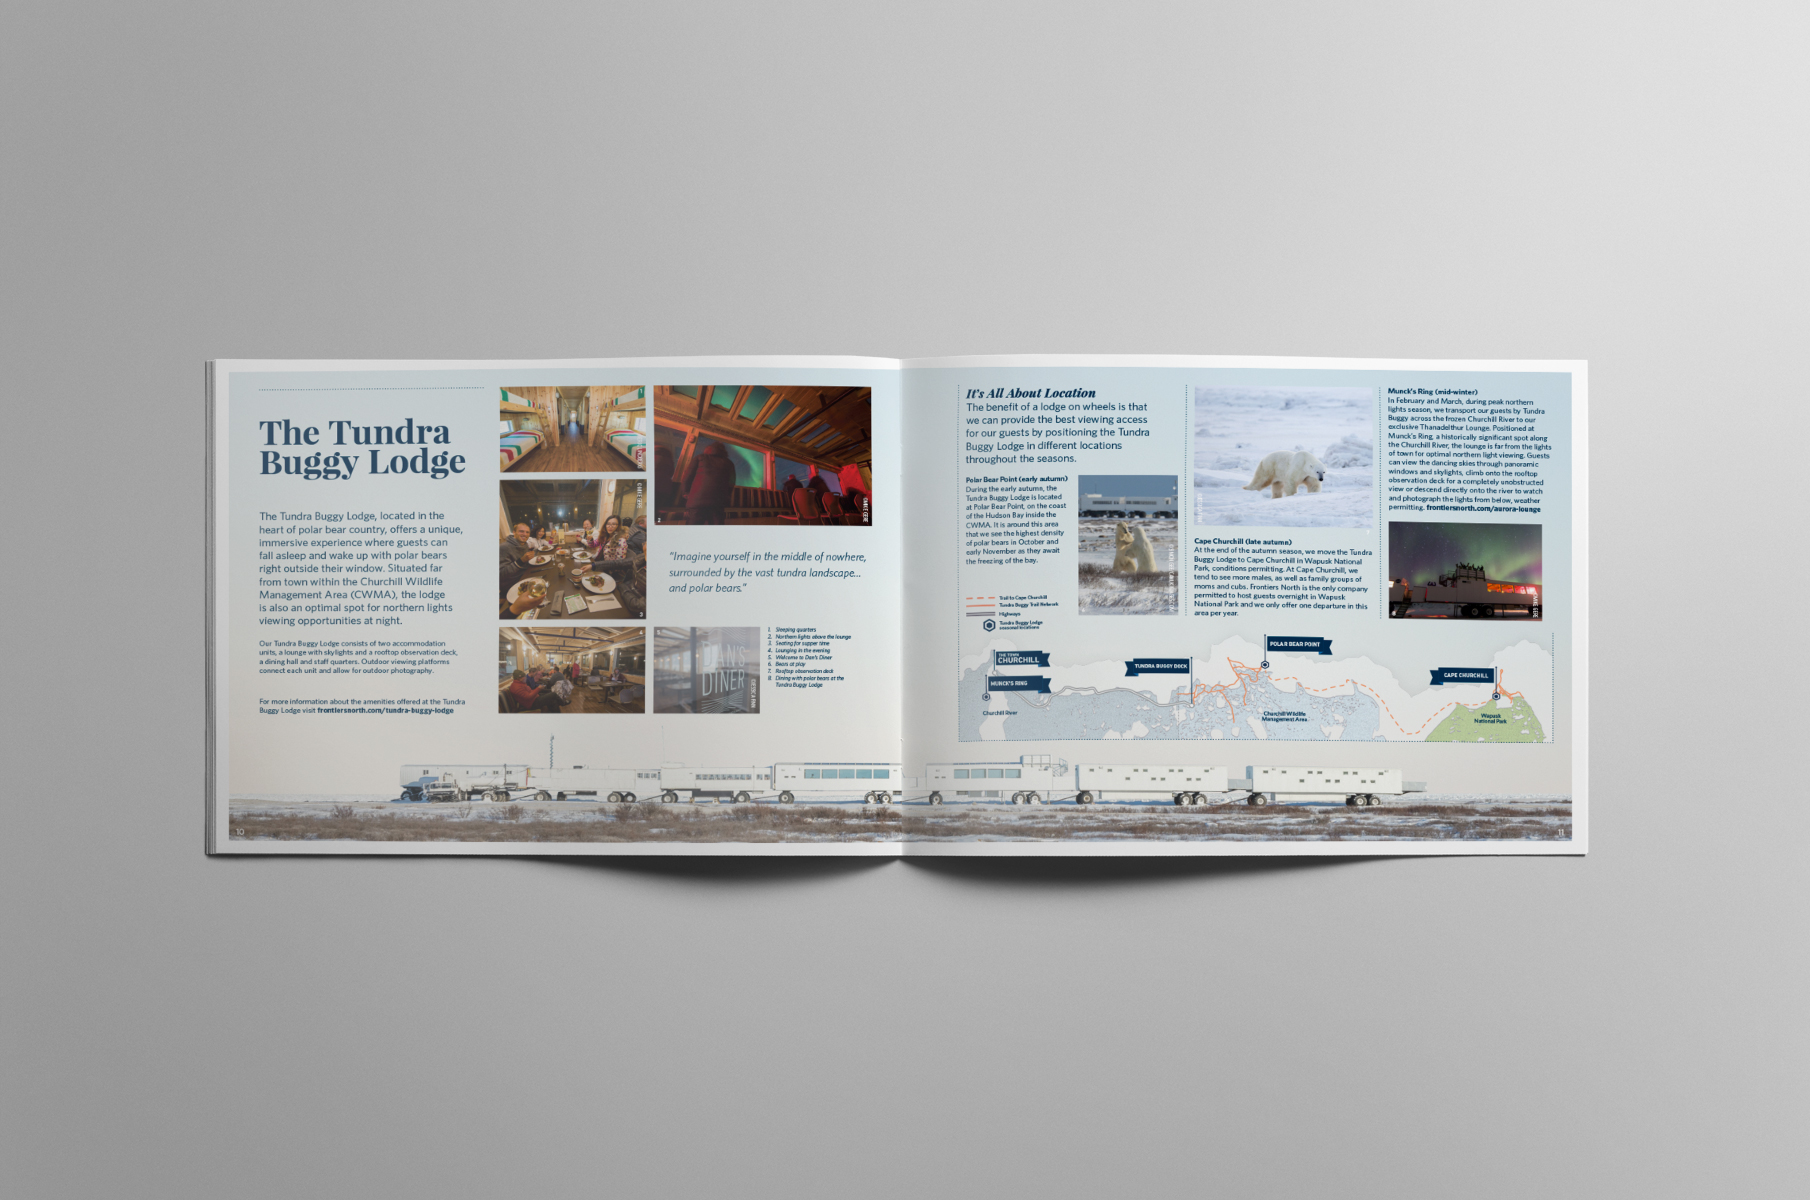 The Tundra
Buggy Lodge
The Tundra Buggy Lodge, located in the
heart of polar bear country, offers a unique,
immersive experience where guests can
fall asleep and wake up with polar bears
right outside their window. Situated far
from town within the Churchill Wildlife
Management Area (CWMA), the lodge
is also an optimal spot for northern lights
viewing opportunities at night.
Our Tundra Buggy Lodge consists of two accommodation
units, a lounge with skylights and a rooftop observation deck,
a dining hall and staff quarters. Outdoor viewing platforms
connect each unit and allow for outdoor photography.
For more information about the amenities offered at the Tundra
Buggy Lodge visit frontiersnorth.com/tundra-buggy-lodge
"Imagine yourself in the middle of nowhere,
surrounded by the vast tundra landscape...
and polar bears."
DAN'S
DINER
1. Sleeping quarters
2. Northern lights above the lounge
3. Seating for supper time
4. Lounging in the evening
5. Welcome to Dan's Diner
6. Bears at play
7. Rooftop observation deck
8. Dining with polar bears at the
Tundra Buggy Lodge
10
It's All About Location
The benefit of a lodge on wheels is that
we can provide the best viewing access
for our guests by positioning the Tundra
Buggy Lodge in different locations
throughout the seasons.
Polar Bear Point (early autumn)
During the early autumn, the
Tundra Buggy Lodge is located
at Polar Bear Point, on the coast
of the Hudson Bay inside the
CWMA. It is around this area
that we see the highest density
of polar bears in October and
early November as they await
the freezing of the bay.
Cape Churchill (late autumn)
At the end of the autumn season, we move the Tundra
Buggy Lodge to Cape Churchill in Wapusk National
Park, conditions permitting. At Cape Churchill, we
tend to see more males, as well as family groups of
moms and cubs. Frontiers North is the only company
permitted to host guests overnight in Wapusk
National Park and we only offer one departure in this
area per year.
Munck's Ring (mid-winter)
In February and March, during peak northern
lights season, we transport our guests by Tundra
Buggy across the frozen Churchill River to our
exclusive Thanadelthur Lounge. Positioned at
Munck's Ring, a historically significant spot along
the Churchill River, the lounge is far from the lights
of town for optimal northern light viewing. Guests
can view the dancing skies through panoramic
windows and skylights, climb onto the rooftop
observation deck for a completely unobstructed
view or descend directly onto the river to watch
and photograph the lights from below, weather
permitting. frontiersnorth.com/aurora-lounge
Trail to Cape Churchill
Tundra Buggy Trail Network
Highways
Tundra Buggy Lodge
seasonal locations
THE TOWN
CHURCHILL
MUNCK'S RING
Churchill River
TUNDRA BUGGY DOCK
POLAR BEAR POINT
Churchill Wildlife
Management Area
CAPE CHURCHILL
Wapusk
National Park
11